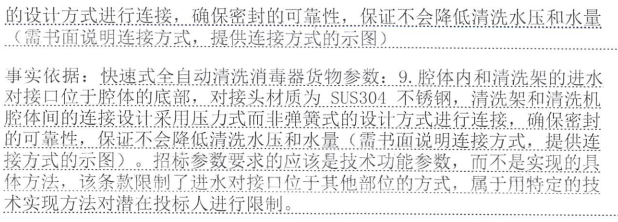 的设计方式进行连接，确保密封的可靠性，保证不会降低清洗水压和水量
（需书面说明连接方式，提供连接方式的示图）
事实依据：快速式全自动清洗消毒器货物参数：9.腔体内和清洗架的进水
对接口位于腔体的底部，对接头材质为 SUS304 不锈钢，清洗架和清洗机
腔体间的连接设计采用压力式而非弹簧式的设计方式进行连接，确保密封
的可靠性，保证不会降低清洗水压和水量（需书面说明连接方式，提供连
接方式的示图）。招标参数要求的应该是技术功能参数，而不是实现的具
体方法，该条款限制了进水对接口位于其他部位的方式，属于用特定的技
术实现方法对潜在投标人进行限制。